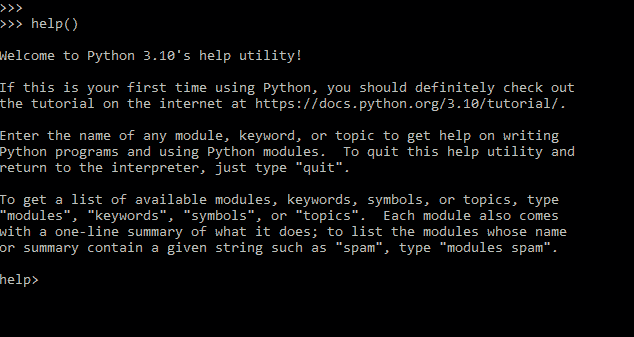 >>>
>>> help()
Welcome to Python 3.10's help utility!
If this is your first time using Python, you should definitely check out
the tutorial on the internet at https://docs.python.org/3.10/tutorial/.
Enter the name of any module, keyword, or topic to get help on writing
Python programs and using Python modules.  To quit this help utility and
return to the interpreter, just type "quit".
To get a list of available modules, keywords, symbols, or topics, type
"modules", "keywords", "symbols", or "topics".  Each module also comes
with a one-line summary of what it does; to list the modules whose name
or summary contain a given string such as "spam", type "modules spam".
help>